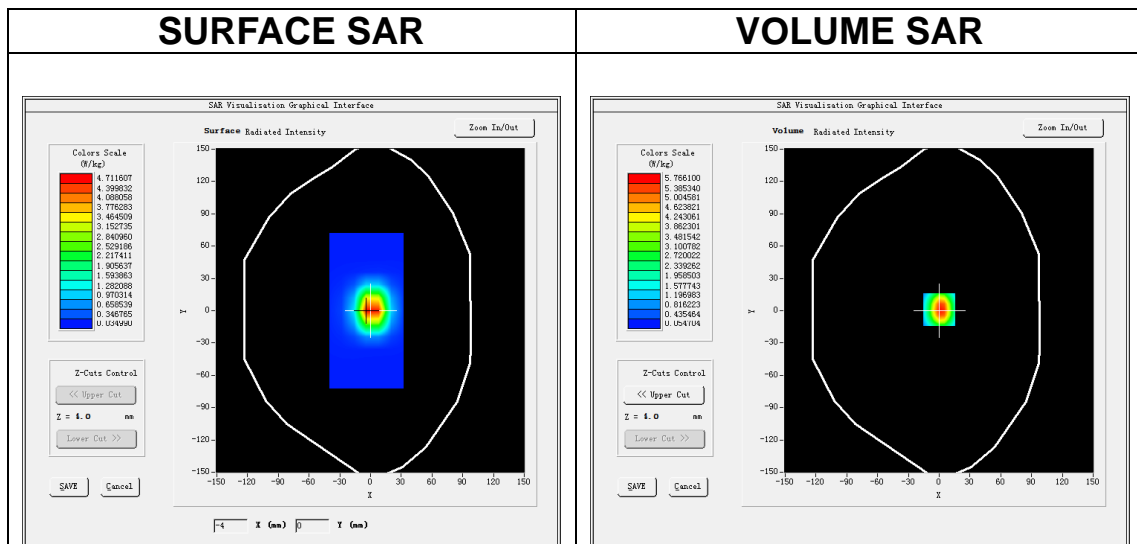 SURFACE SAR
VOLUME SAR
SAR Visualisation Graphical Interface
Surface Radiated Intensity
Zoom In/Out
Colors Scale
(W/kg)
4.711607
4.399832
4.088058
3.776283
3.464509
3.152735
2.840960
2.529186
2.217411
1.905637
1.593863
1.282088
0.970314
0.658539
0.346765
0.034990
150
120
90
60
30
0
-30
-60
-90
-120
-150
Y
-150 -120 -90 -60 -30 0 30 60 90 120 150
X
Z-Cuts Control
<< Upper Cut
Z = 4.0 mm
Lower Cut >>
SAVE Cancel
-4 X (mm) 0 Y (mm)
SAR Visualisation Graphical Interface
Volume Radiated Intensity
Zoom In/Out
Colors Scale
(W/kg)
5.766100
5.385340
5.004581
4.623821
4.243061
3.862301
3.481542
3.100782
2.720022
2.339262
1.958503
1.577743
1.196983
0.816223
0.435464
0.054704
150
120
90
60
30
0
-30
-60
-90
-120
-150
Y
-150 -120 -90 -60 -30 0 30 60 90 120 150
X
Z-Cuts Control
<< Upper Cut
Z = 4.0 mm
Lower Cut >>
SAVE Cancel